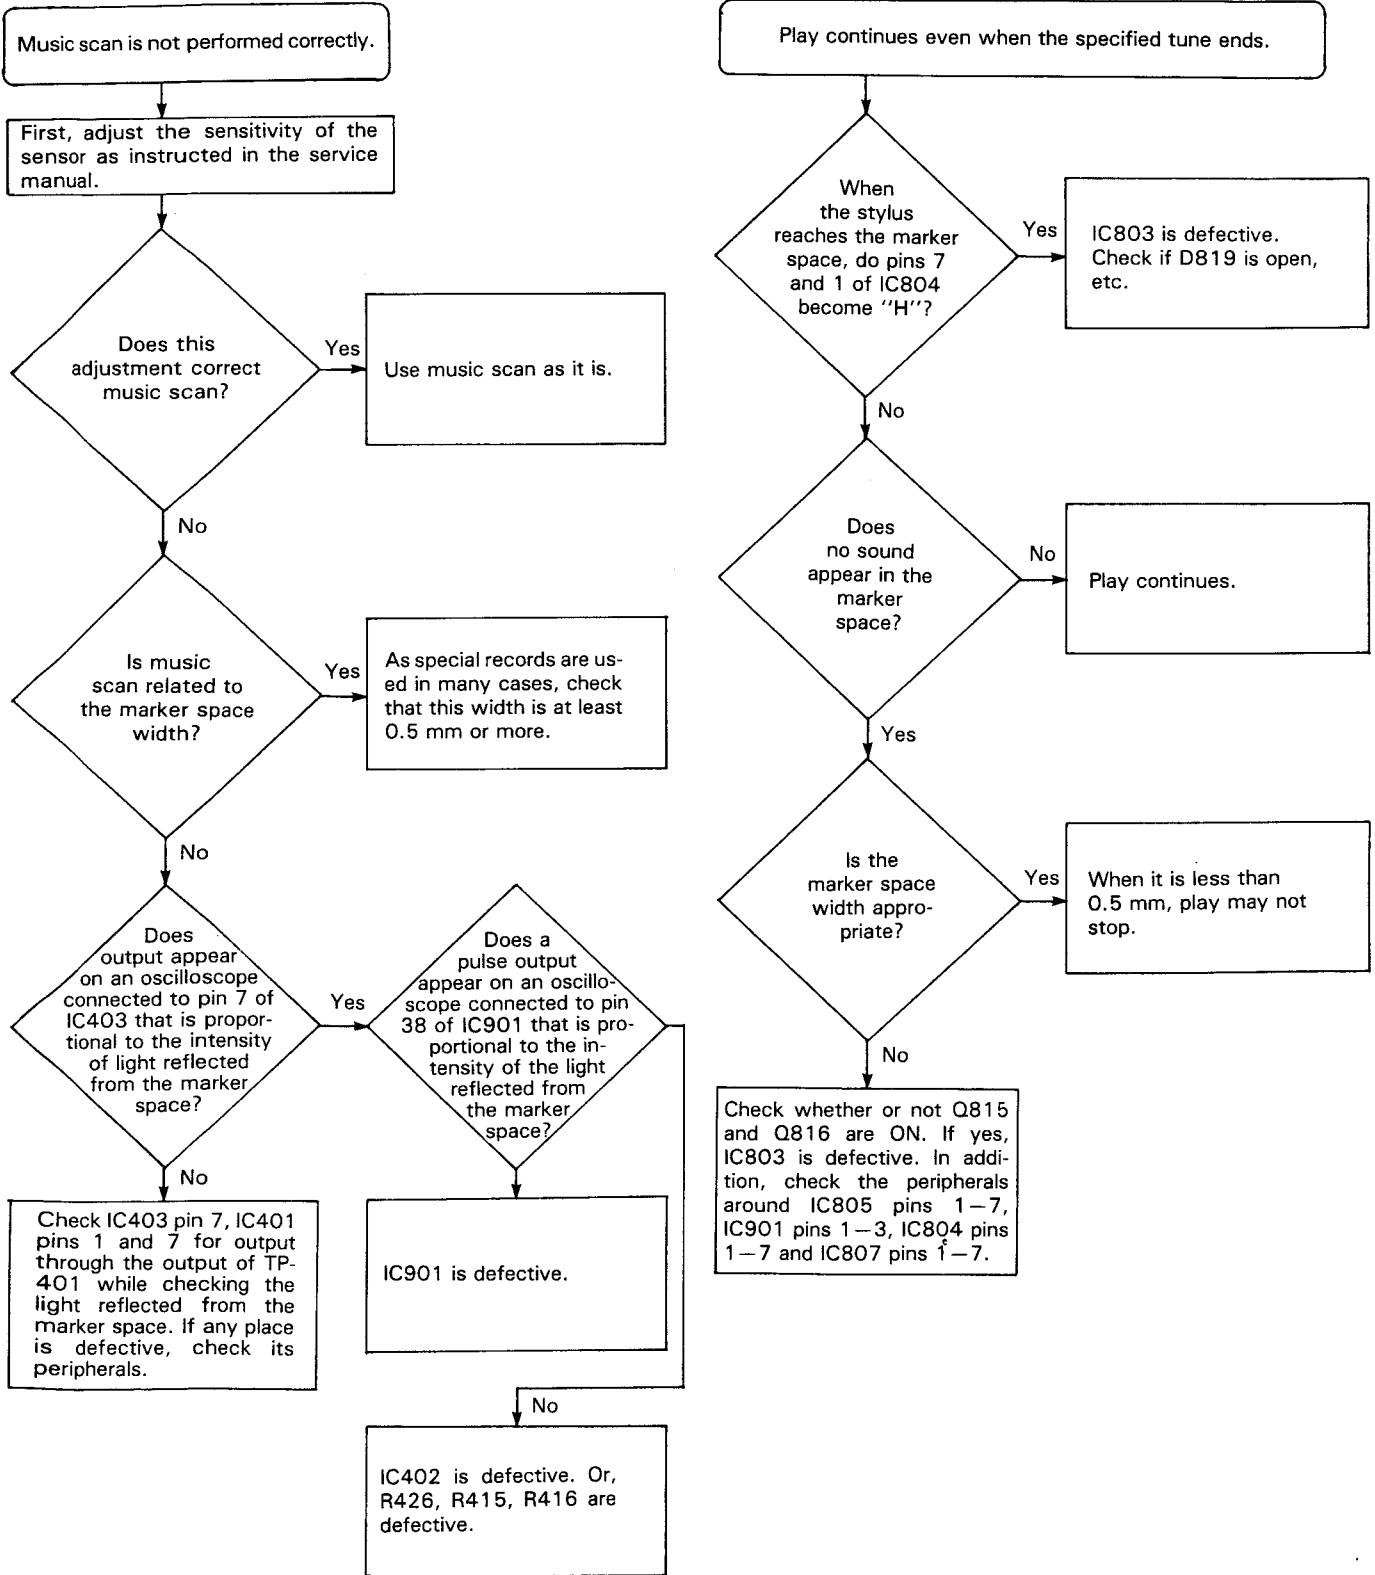 Music scan is not performed correctly.
First, adjust the sensitivity of the
sensor as instructed in the service
manual.
Does this
adjustment correct
music scan?
Yes
Use music scan as it is.
No
Is music
scan related to
the marker space
width?
Yes
As special records are us-
ed in many cases, check
that this width is at least
0.5 mm or more.
No
Does
output appear
on an oscilloscope
connected to pin 7 of
IC403 that is propor-
tional to the intensity
of light reflected
from the marker
space?
Yes
Does a
pulse output
appear on an oscillo-
scope connected to pin
38 of IC901 that is pro-
portional to the in-
tensity of the light
reflected from
the marker
space?
No
Check IC403 pin 7, IC401
pins 1 and 7 for output
through the output of TP-
401 while checking the
light reflected from the
marker space. If any place
is defective, check its
peripherals.
IC901 is defective.
No
IC402 is defective. Or,
R426, R415, R416 are
defective.
Play continues even when the specified tune ends.
When
the stylus
reaches the marker
space, do pins 7
and 1 of IC804
become "H"?
Yes
IC803 is defective.
Check if D819 is open,
etc.
No
Does
no sound
appear in the
marker
space?
No
Play continues.
Yes
Is the
marker space
width appro-
priate?
Yes
When it is less than
0.5 mm, play may not
stop.
No
Check whether or not Q815
and Q816 are ON. If yes,
IC803 is defective. In addi-
tion, check the peripherals
around IC805 pins 1–7,
IC901 pins 1–3, IC804 pins
1–7 and IC807 pins 1–7.